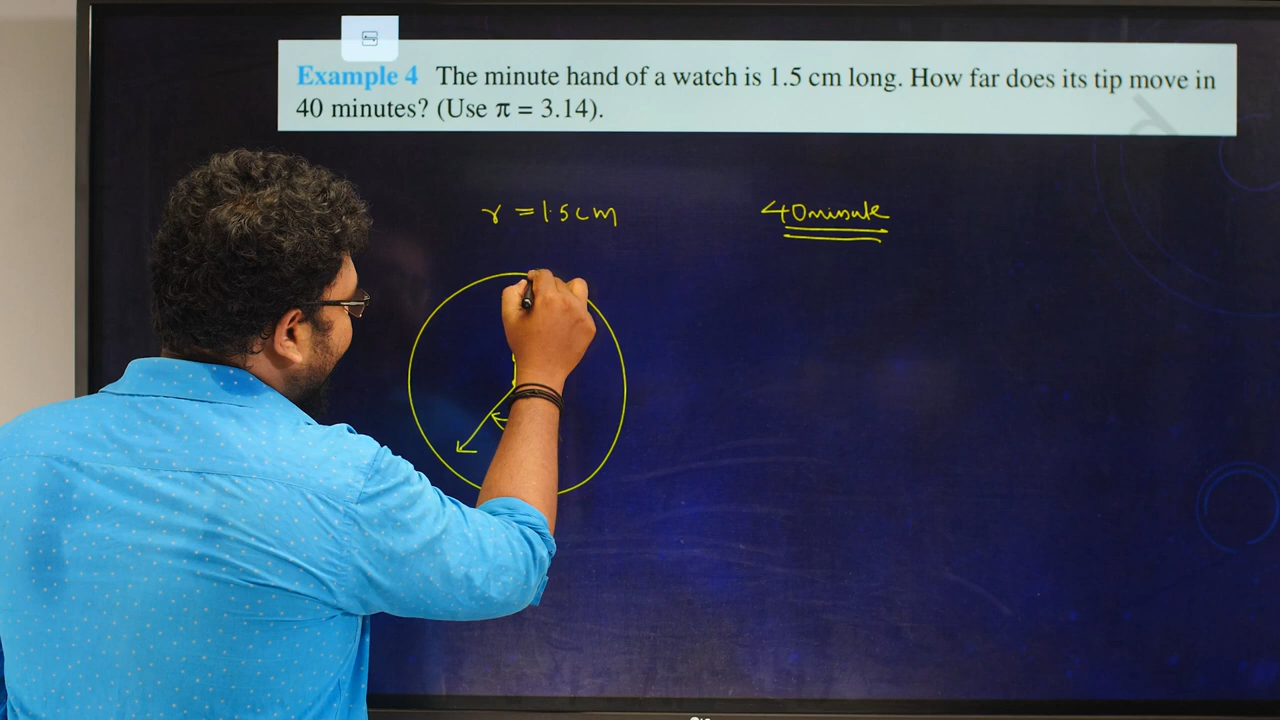 Example 4 The minute hand of a watch is 1.5 cm long. How far does its tip move in
40 minutes? (Use π = 3.14).
r = 1.5cm 40minute